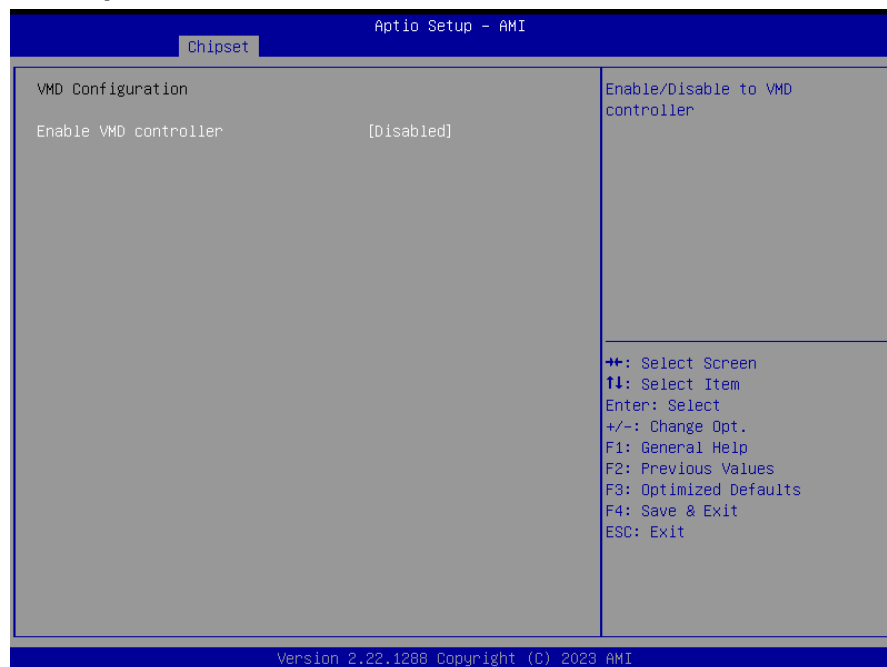 Aptio Setup – AMI
Chipset
VMD Configuration
Enable VMD controller [Disabled]
Enable/Disable to VMD
controller
→←: Select Screen
↑↓: Select Item
Enter: Select
+/-: Change Opt.
F1: General Help
F2: Previous Values
F3: Optimized Defaults
F4: Save & Exit
ESC: Exit
Version 2.22.1288 Copyright (C) 2023 AMI